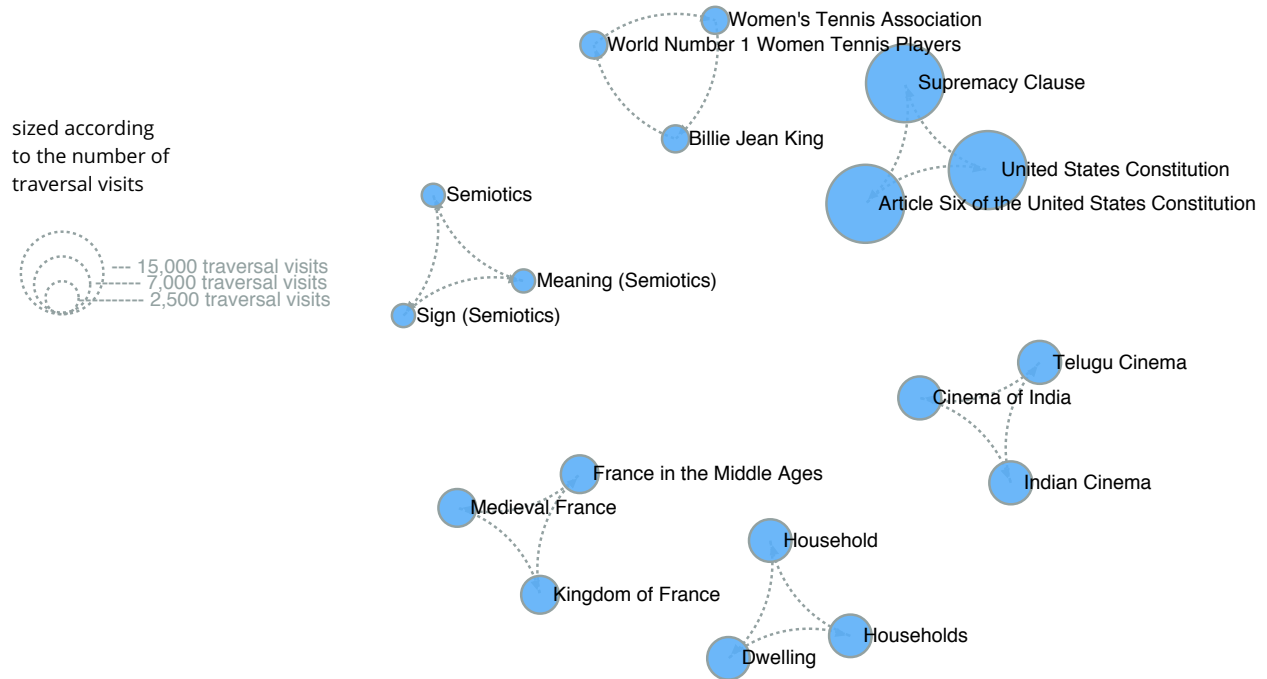 Women's Tennis Association
World Number 1 Women Tennis Players
Supremacy Clause
sized according
to the number of
traversal visits
Billie Jean King
United States Constitution
Semiotics
Article Six of the United States Constitution
15,000 traversal visits
7,000 traversal visits
2,500 traversal visits
Meaning (Semiotics)
Sign (Semiotics)
Telugu Cinema
Cinema of India
France in the Middle Ages
Indian Cinema
Medieval France
Household
Kingdom of France
Households
Dwelling